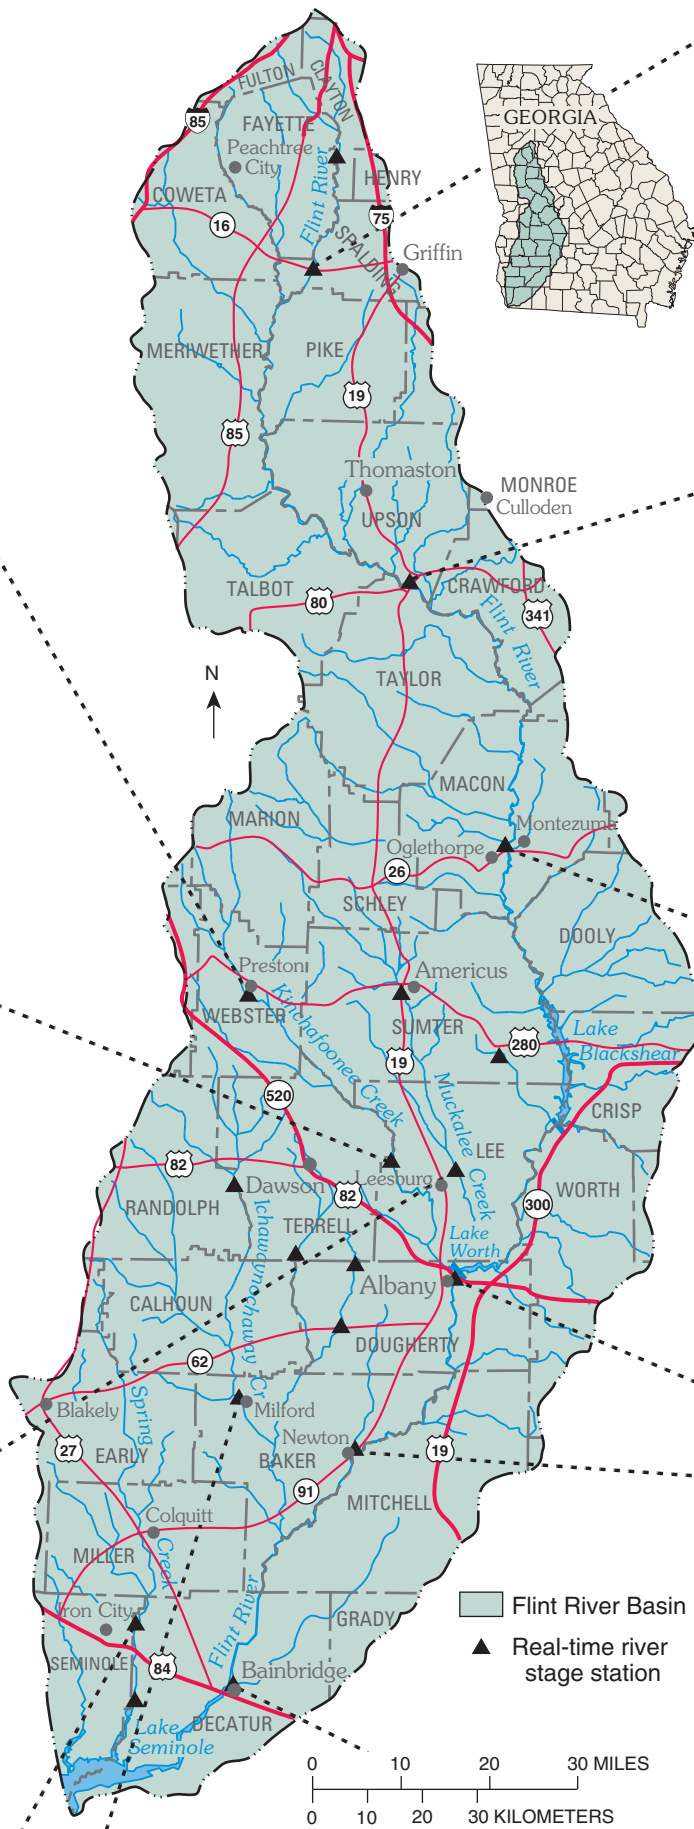 FULTON
CLAYTON
85
FAYETTE
Peachtree
City
GEORGIA
HENRY
COWETA
16
Flint River
75
SPALDING
Griffin
MERIWETHER
PIKE
19
85
Thomaston
MONROE
Culloden
UPSON
TALBOT
80
CRAWFORD
341
Flint River
N
TAYLOR
MACON
MARION
Montezuma
Oglethorpe
26
SCHLEY
DOOLY
Preston
Americus
WEBSTER
Kinchafoonee Creek
SUMTER
280
Lake
Blackshear
19
520
Muckalee Creek
CRISP
82
LEE
Dawson
82
Leesburg
WORTH
300
RANDOLPH
Ichawaynochaway Cr
TERRELL
Lake
Worth
Albany
CALHOUN
DOUGHERTY
62
Blakely
Spring Creek
Milford
27
EARLY
Newton
BAKER
19
91
MITCHELL
Colquitt
MILLER
Iron City
Flint River
GRADY
Flint River Basin
Real-time river
stage station
SEMINOLE
84
Bainbridge
Lake
Seminole
DECATUR
0 10 20 30 MILES
0 10 20 30 KILOMETERS